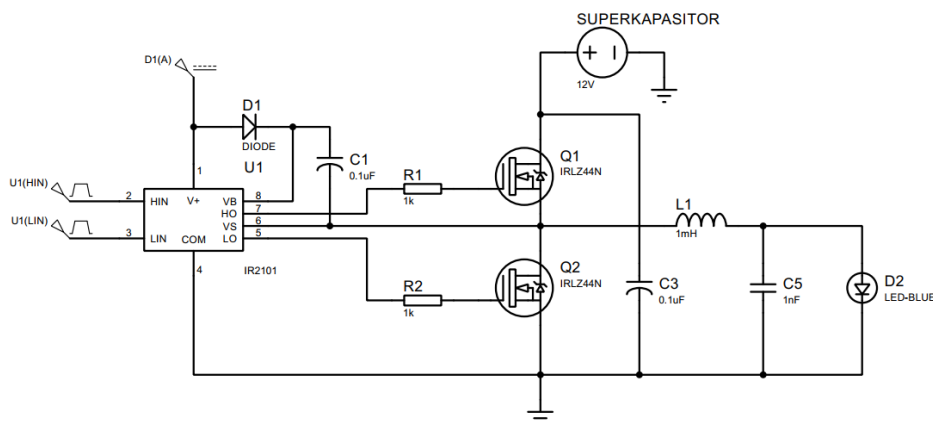 SUPERKAPASITOR
12V
D1(A)
D1
DIODE
U1
C1
0.1uF
U1(HIN)
U1(LIN)
1
2
3
4
8
7
6
5
HIN
LIN
V+
COM
VB
HO
VS
LO
IR2101
R1
1k
R2
1k
Q1
IRLZ44N
Q2
IRLZ44N
L1
1mH
C3
0.1uF
C5
1nF
D2
LED-BLUE